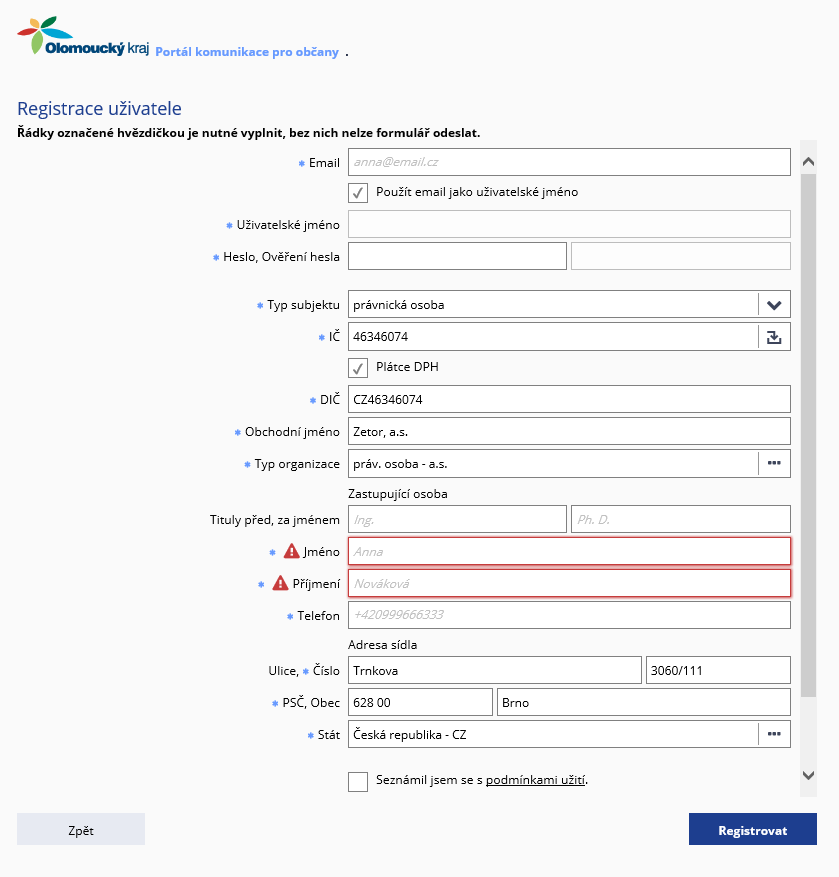 Olomoucký kraj Portál komunikace pro občany .
Registrace uživatele
Řádky označené hvězdičkou je nutné vyplnit, bez nich nelze formulář odeslat.
* Email anna@email.cz
Použít email jako uživatelské jméno
* Uživatelské jméno
* Heslo, Ověření hesla
* Typ subjektu právnická osoba
* IČ 46346074
Plátce DPH
* DIČ CZ46346074
* Obchodní jméno Zetor, a.s.
* Typ organizace práv. osoba - a.s.
Zastupující osoba
Tituly před, za jménem Ing. Ph. D.
* Jméno Anna
* Příjmení Nováková
* Telefon +420999666333
Adresa sídla
Ulice, * Číslo Trnkova 3060/111
* PSČ, Obec 628 00 Brno
* Stát Česká republika - CZ
Seznámil jsem se s podmínkami užití.
Zpět Registrovat